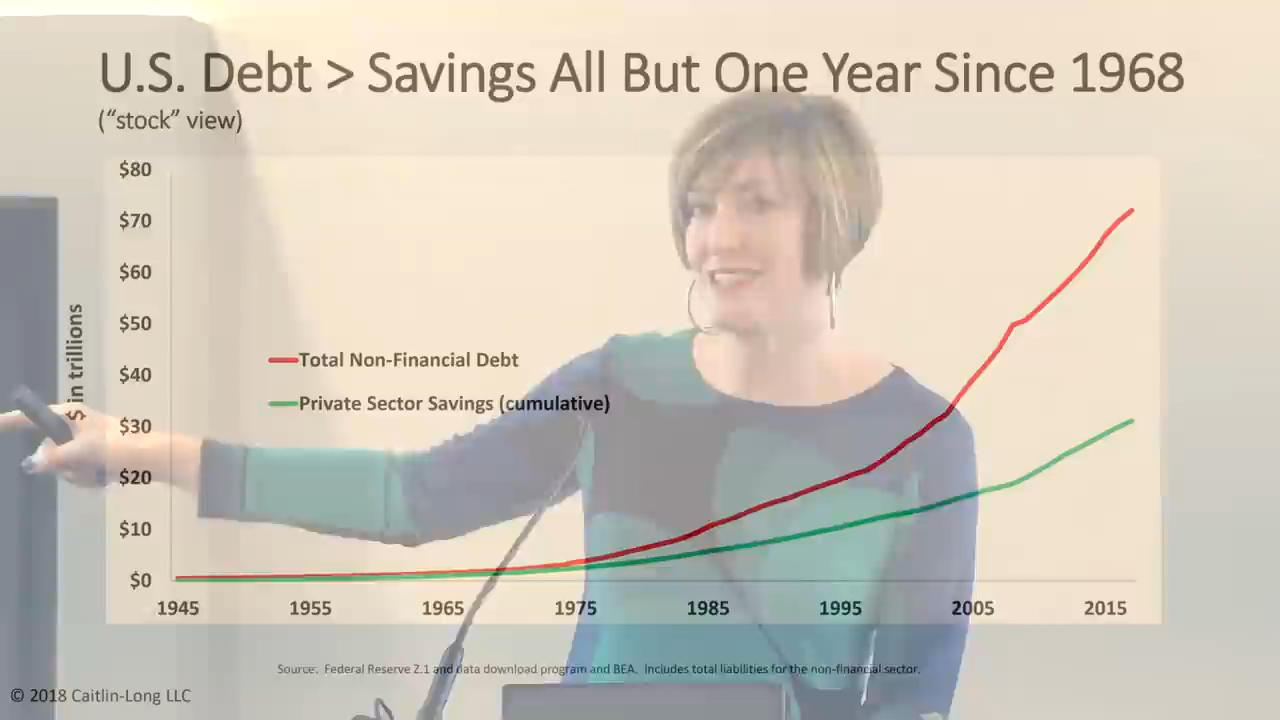 U.S. Debt > Savings All But One Year Since 1968
("stock" view)
$80
$70
$60
$50
$40
$30
$20
$10
$0
$ in trillions
Total Non-Financial Debt
Private Sector Savings (cumulative)
1945 1955 1965 1975 1985 1995 2005 2015
Source: Federal Reserve Z.1 and data download program and BEA. Includes total liabilities for the non-financial sector.
© 2018 Caitlin-Long LLC